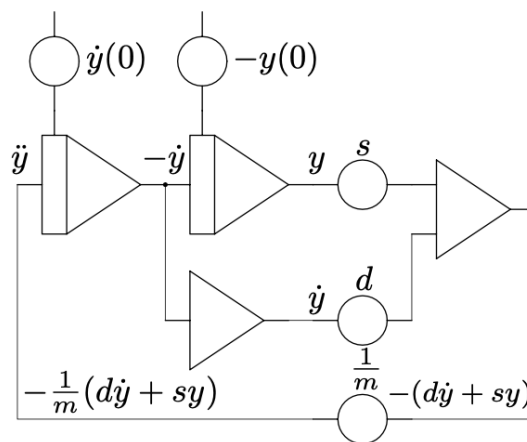 ẏ(0) −y(0)
ÿ −ẏ y s
ẏ d
−1/m(dẏ + sy) 1/m −(dẏ + sy)